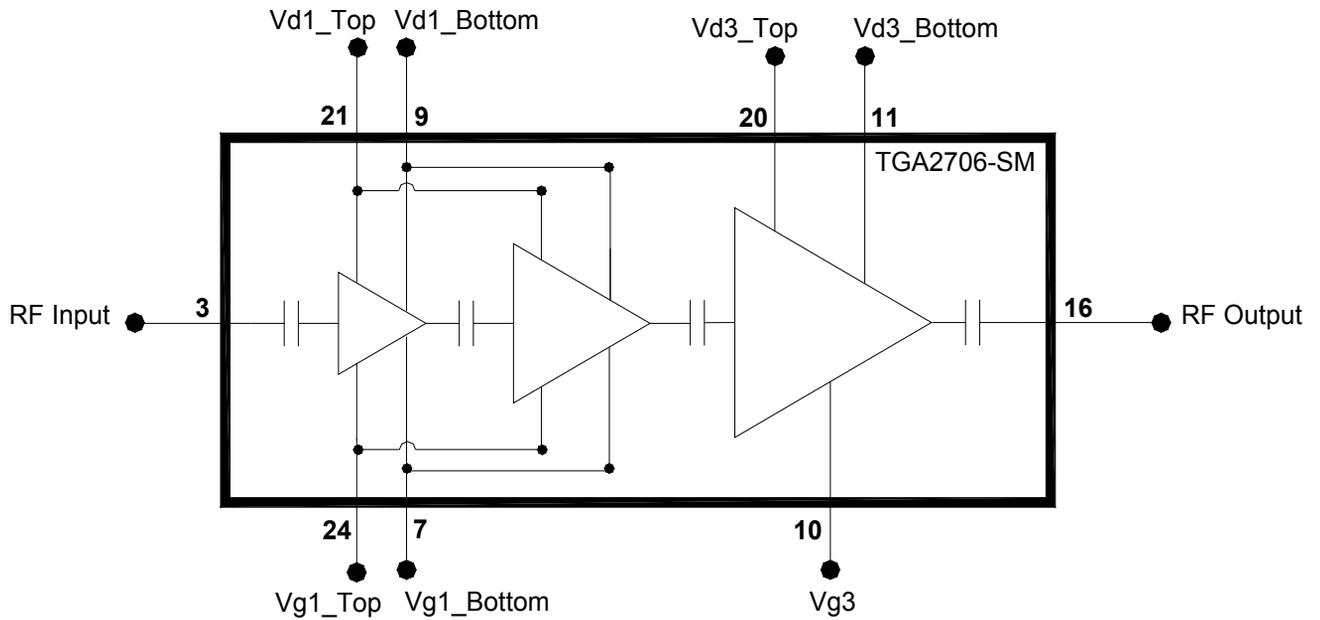 Vd1_Top Vd1_Bottom
Vd3_Top Vd3_Bottom
21 9 20 11
TGA2706-SM
RF Input 3 16 RF Output
24 7 10
Vg1_Top Vg1_Bottom Vg3